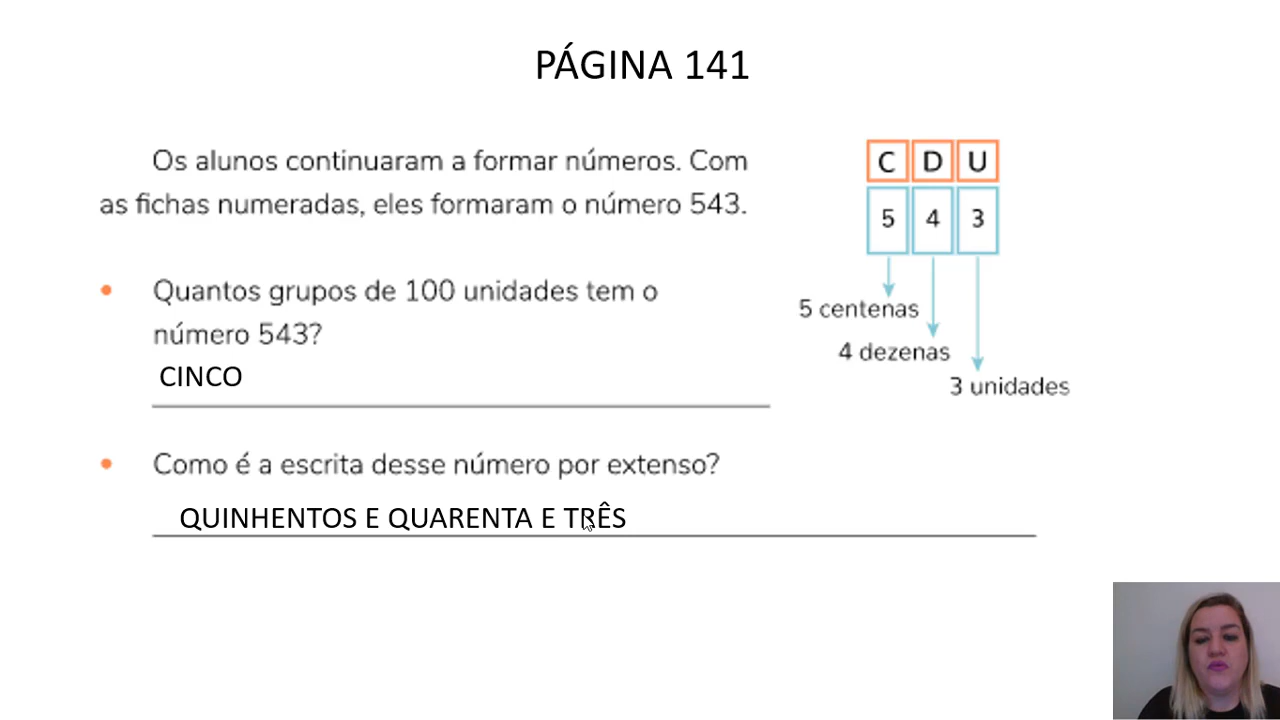 PÁGINA 141
Os alunos continuaram a formar números. Com
as fichas numeradas, eles formaram o número 543.
C D U
5 4 3
5 centenas
4 dezenas
3 unidades
• Quantos grupos de 100 unidades tem o
número 543?
CINCO
• Como é a escrita desse número por extenso?
QUINHENTOS E QUARENTA E TRÊS